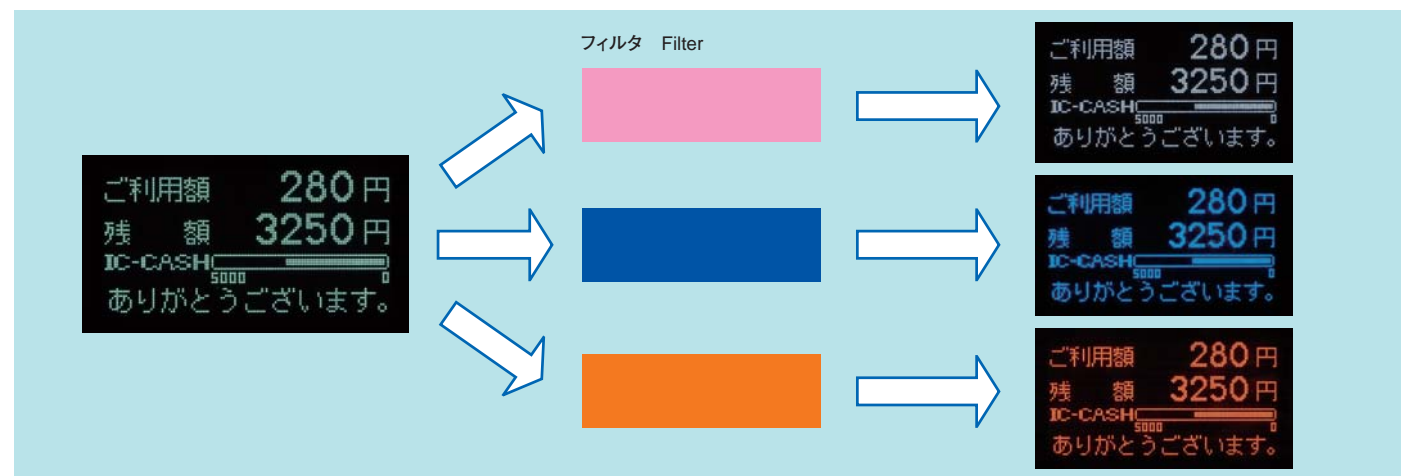 フィルタ Filter
ご利用額 280円
残 額 3250円
IC-CASH
5000 0
ありがとうございます。
ご利用額 280円
残 額 3250円
IC-CASH
5000 0
ありがとうございます。
ご利用額 280円
残 額 3250円
IC-CASH
5000 0
ありがとうございます。
ご利用額 280円
残 額 3250円
IC-CASH
5000 0
ありがとうございます。